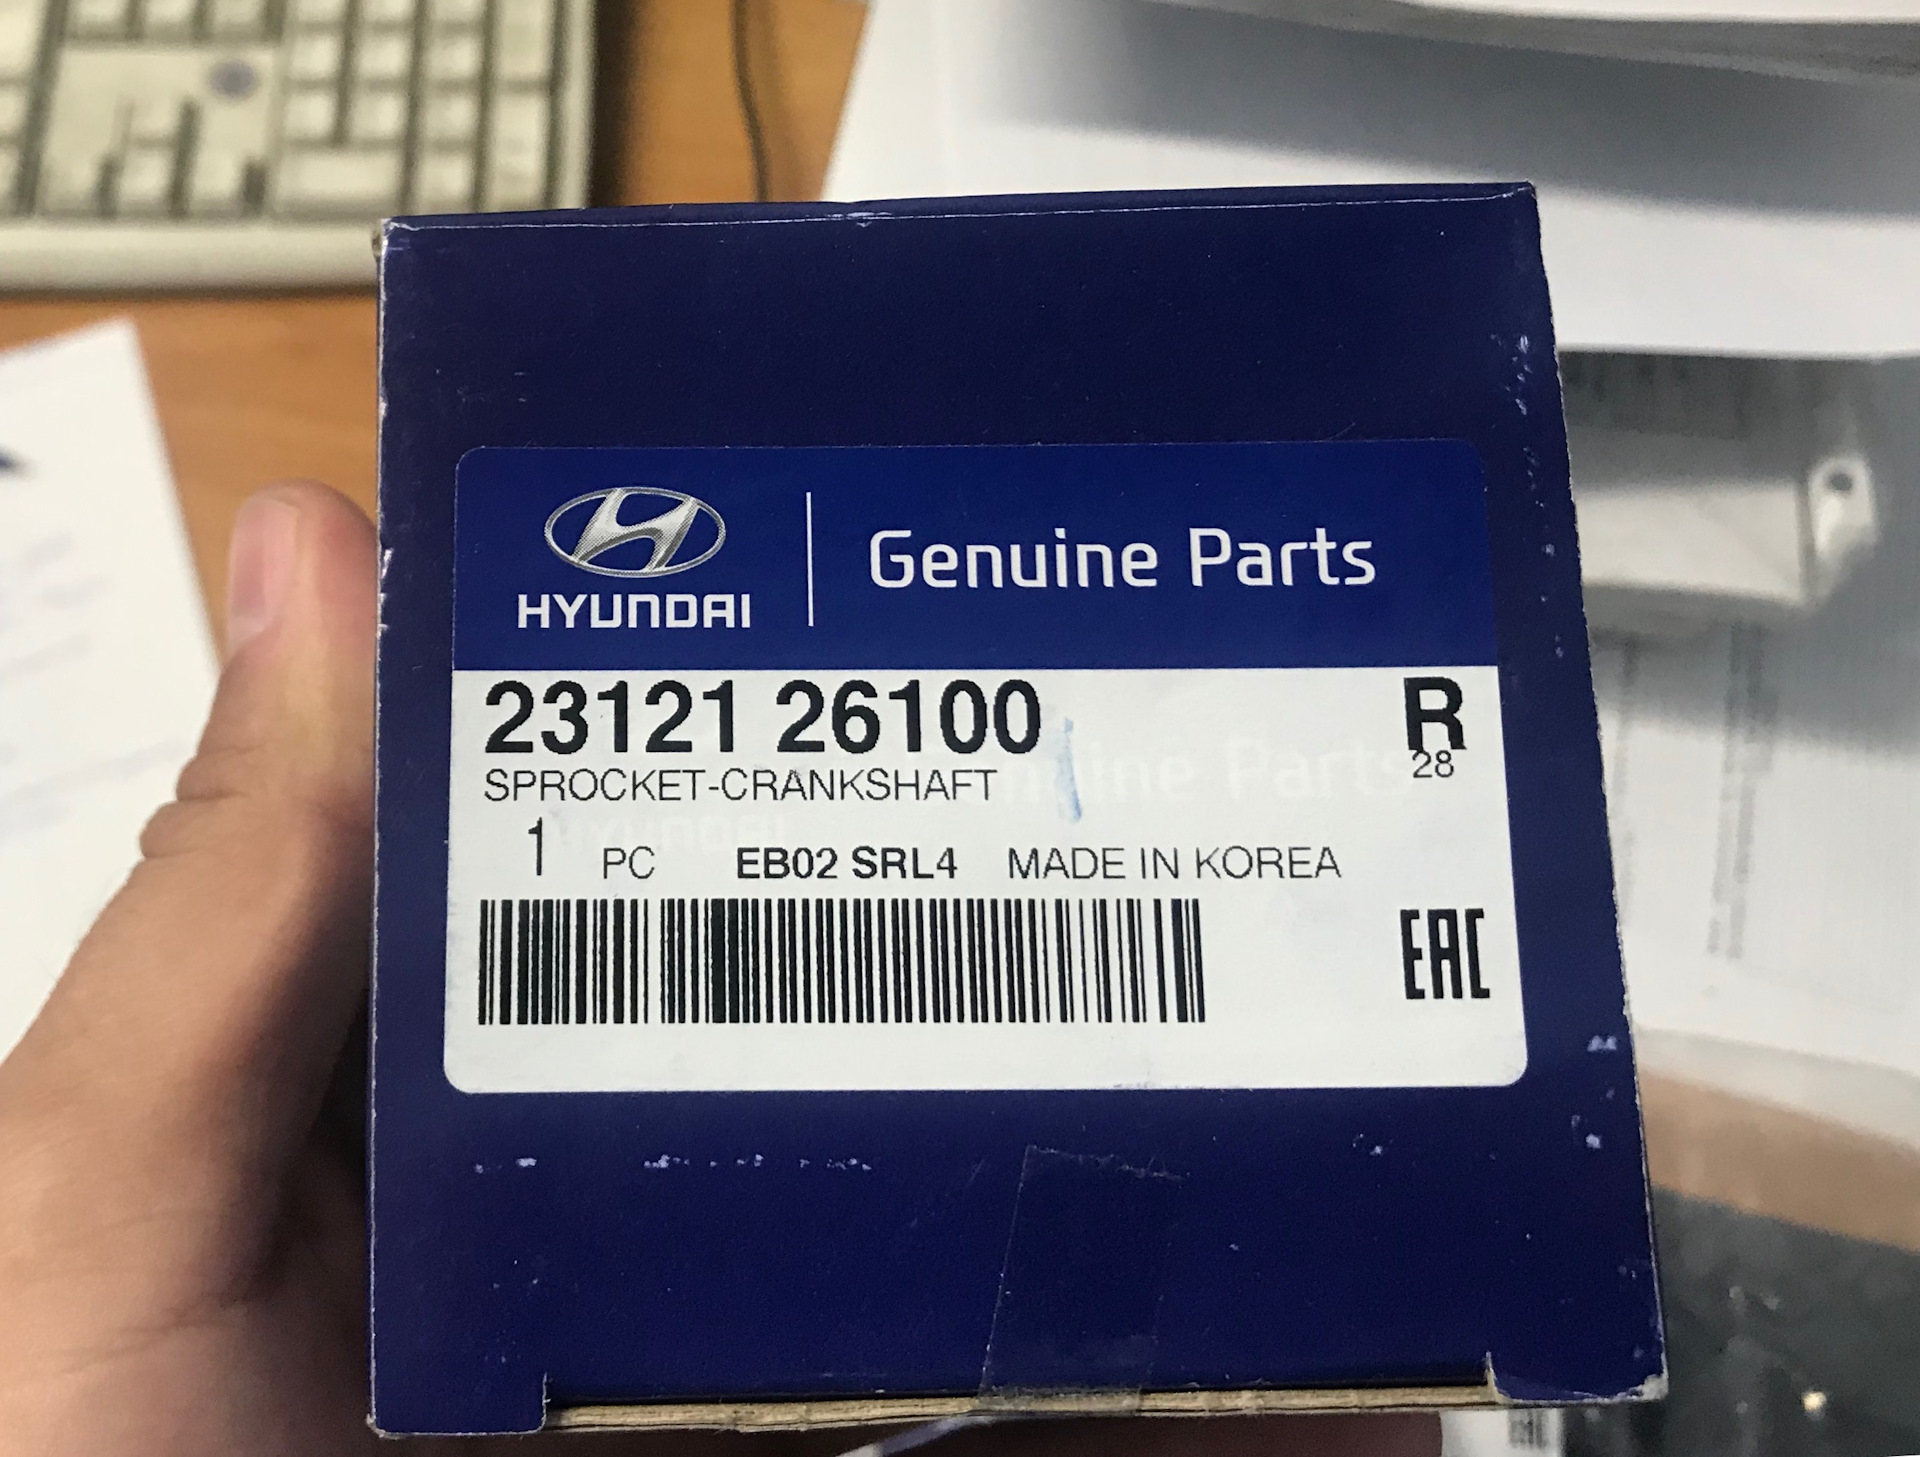 HYUNDAI
Genuine Parts
23121 26100
R
28
SPROCKET-CRANKSHAFT
1 PC EB02 SRL4 MADE IN KOREA
EAC